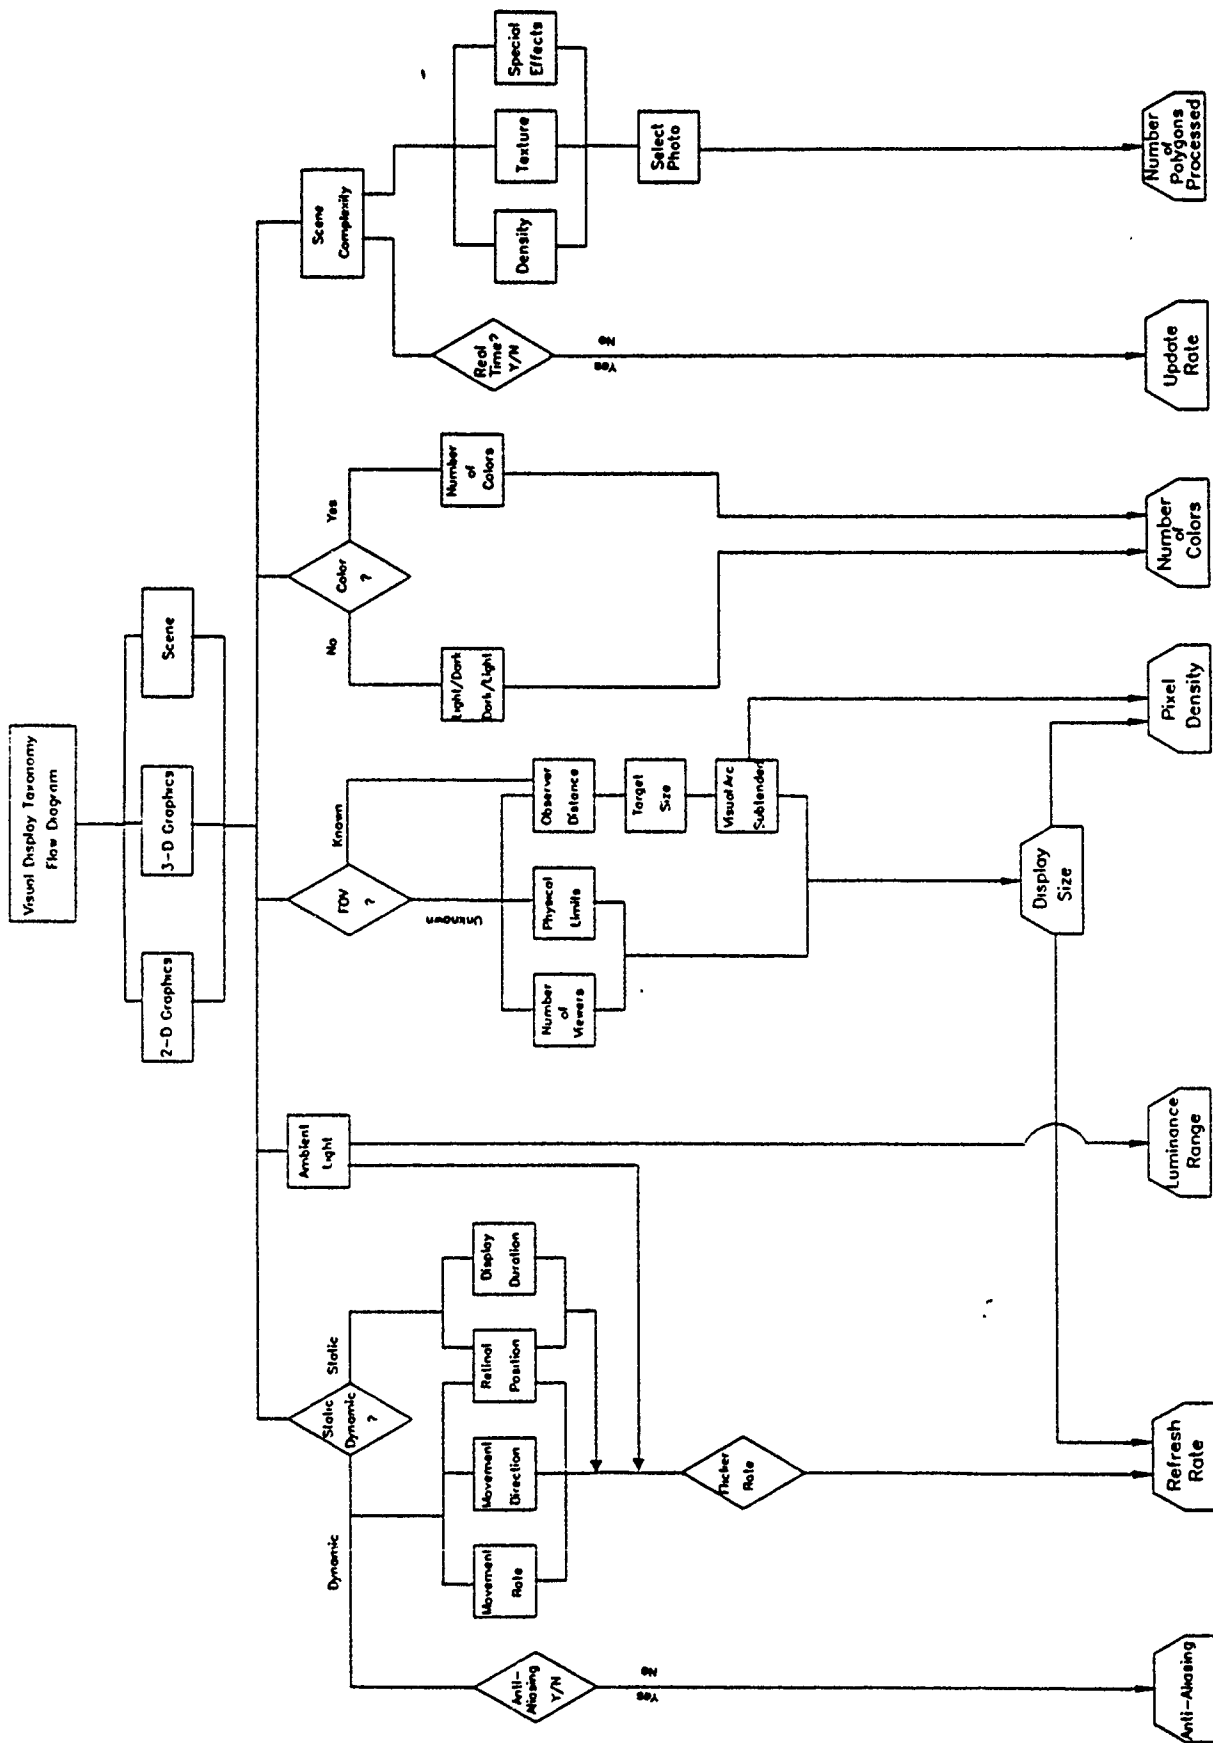 Visual Display Taxonomy
Flow Diagram
2-D Graphics
3-D Graphics
Scene
Static
Dynamic
?
Dynamic
Static
Ambient
Light
FOV
?
Unknown
Known
Color
?
No
Yes
Scene
Complexity
Anti-
Aliasing
Y/N
Yes
No
Movement
Rate
Movement
Direction
Retinal
Position
Display
Duration
Number
of
Viewers
Physical
Limits
Observer
Distance
Target
Size
Visual Arc
Subtended
Light/Dark
Dark/Light
Number
of
Colors
Real
Time?
Y/N
Yes
No
Density
Texture
Special
Effects
Select
Photo
Flicker
Rate
Display
Size
Anti-Aliasing
Refresh
Rate
Luminance
Range
Pixel
Density
Number
of
Colors
Update
Rate
Number
of
Polygons
Processed